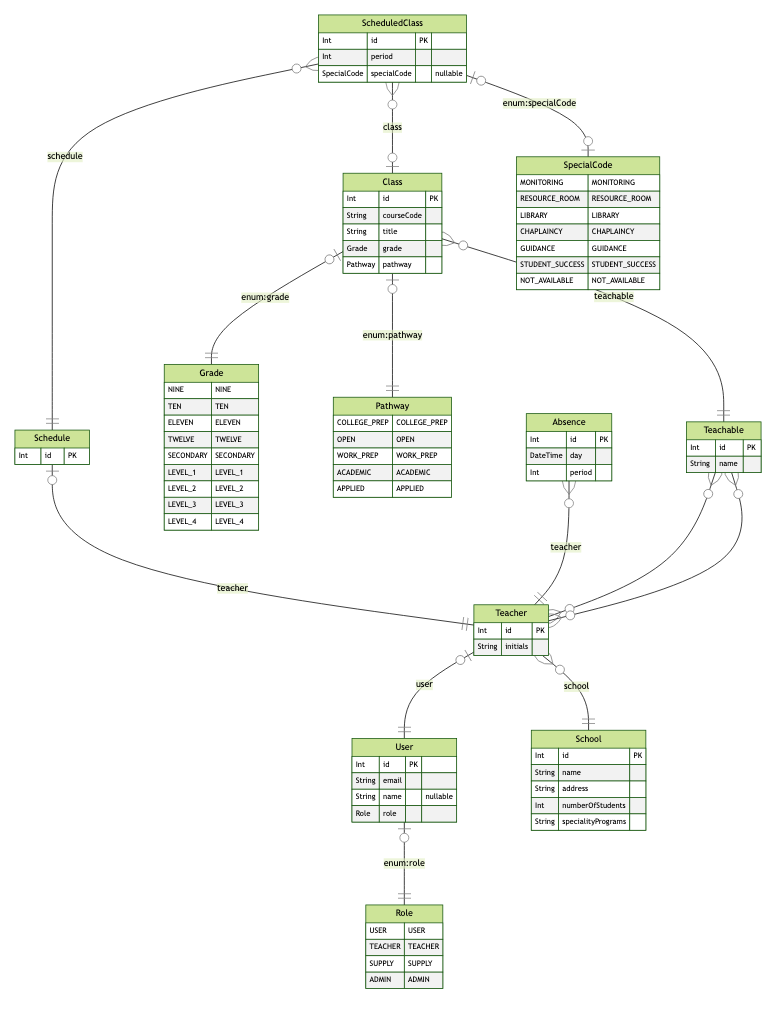 ScheduledClass
Int id PK
Int period
SpecialCode specialCode nullable
enum:specialCode
class
schedule
SpecialCode
MONITORING MONITORING
RESOURCE_ROOM RESOURCE_ROOM
LIBRARY LIBRARY
CHAPLAINCY CHAPLAINCY
GUIDANCE GUIDANCE
STUDENT_SUCCESS STUDENT_SUCCESS
NOT_AVAILABLE NOT_AVAILABLE
Class
Int id PK
String courseCode
String title
Grade grade
Pathway pathway
enum:grade
teachable
enum:pathway
Grade
NINE NINE
TEN TEN
ELEVEN ELEVEN
TWELVE TWELVE
SECONDARY SECONDARY
LEVEL_1 LEVEL_1
LEVEL_2 LEVEL_2
LEVEL_3 LEVEL_3
LEVEL_4 LEVEL_4
Pathway
COLLEGE_PREP COLLEGE_PREP
OPEN OPEN
WORK_PREP WORK_PREP
ACADEMIC ACADEMIC
APPLIED APPLIED
Absence
Int id PK
DateTime day
Int period
Teachable
Int id PK
String name
Schedule
Int id PK
teacher
teacher
Teacher
Int id PK
String initials
user
school
User
Int id PK
String email
String name nullable
Role role
School
Int id PK
String name
String address
Int numberOfStudents
String specialityPrograms
enum:role
Role
USER USER
TEACHER TEACHER
SUPPLY SUPPLY
ADMIN ADMIN